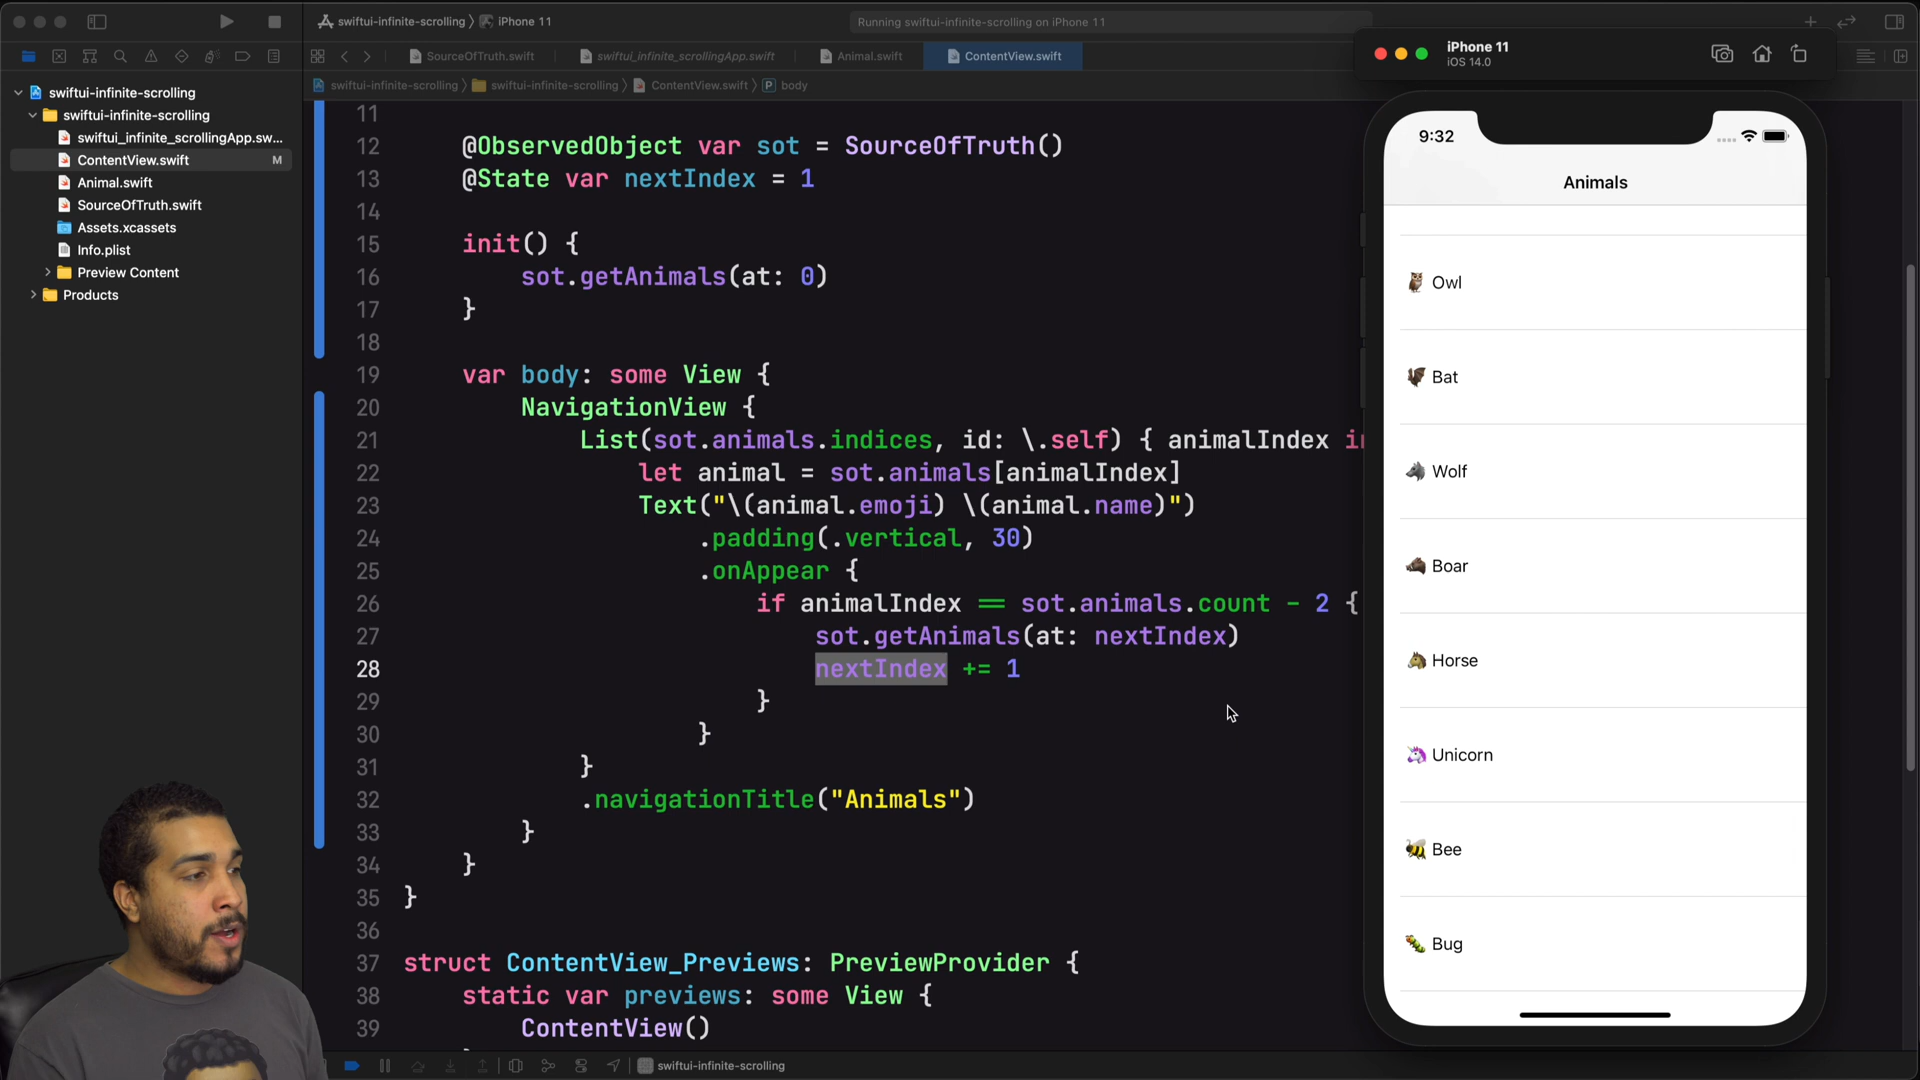 swiftui-infinite-scrolling
iPhone 11
Running swiftui-infinite-scrolling on iPhone 11
SourceOfTruth.swift
swiftui_infinite_scrollingApp.swift
Animal.swift
ContentView.swift
swiftui-infinite-scrolling
swiftui-infinite-scrolling
ContentView.swift
P
body
swiftui-infinite-scrolling
swiftui-infinite-scrolling
swiftui_infinite_scrollingApp.sw...
ContentView.swift
M
Animal.swift
SourceOfTruth.swift
Assets.xcassets
Info.plist
Preview Content
Products
11
12 @ObservedObject var sot = SourceOfTruth()
13 @State var nextIndex = 1
14
15 init() {
16 sot.getAnimals(at: 0)
17 }
18
19 var body: some View {
20 NavigationView {
21 List(sot.animals.indices, id: \.self) { animalIndex in
22 let animal = sot.animals[animalIndex]
23 Text("\(animal.emoji) \(animal.name)")
24 .padding(.vertical, 30)
25 .onAppear {
26 if animalIndex == sot.animals.count - 2 {
27 sot.getAnimals(at: nextIndex)
28 nextIndex += 1
29 }
30 }
31 }
32 .navigationTitle("Animals")
33 }
34 }
35 }
36
37 struct ContentView_Previews: PreviewProvider {
38 static var previews: some View {
39 ContentView()
swiftui-infinite-scrolling
iPhone 11
iOS 14.0
9:32
Animals
🦉 Owl
🦇 Bat
🐺 Wolf
🐗 Boar
🐴 Horse
🦄 Unicorn
🐝 Bee
🐛 Bug